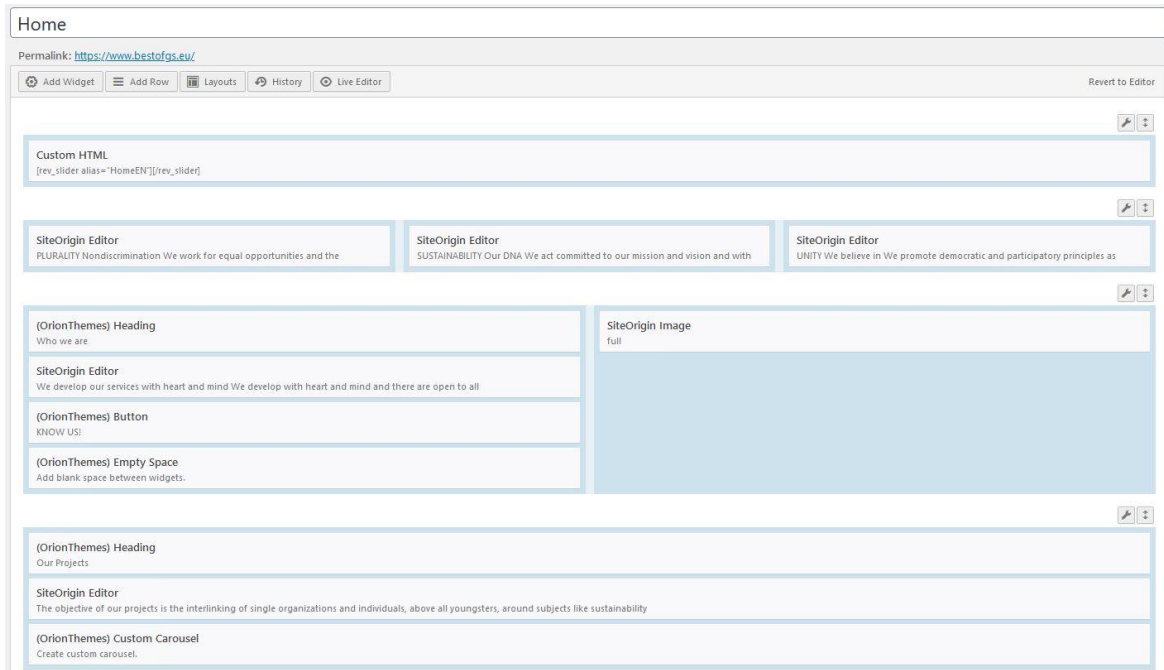 Home
Permalink: https://www.bestofgs.eu/
Add Widget Add Row Layouts History Live Editor Revert to Editor
Custom HTML
[rev_slider alias="HomeEN"][/rev_slider]
SiteOrigin Editor
PLURALITY Nondiscrimination We work for equal opportunities and the
SiteOrigin Editor
SUSTAINABILITY Our DNA We act committed to our mission and vision and with
SiteOrigin Editor
UNITY We believe in We promote democratic and participatory principles as
(OrionThemes) Heading
Who we are
SiteOrigin Editor
We develop our services with heart and mind We develop with heart and mind and there are open to all
(OrionThemes) Button
KNOW US!
(OrionThemes) Empty Space
Add blank space between widgets.
SiteOrigin Image
full
(OrionThemes) Heading
Our Projects
SiteOrigin Editor
The objective of our projects is the interlinking of single organizations and individuals, above all youngsters, around subjects like sustainability
(OrionThemes) Custom Carousel
Create custom carousel.